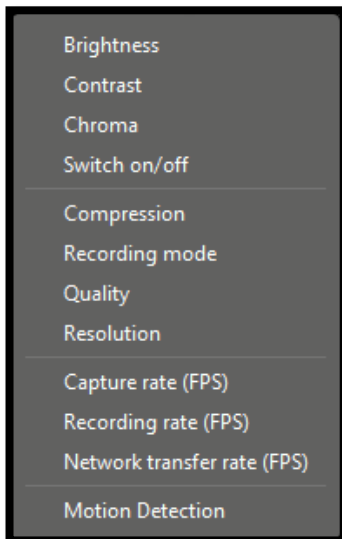 Brightness
Contrast
Chroma
Switch on/off
Compression
Recording mode
Quality
Resolution
Capture rate (FPS)
Recording rate (FPS)
Network transfer rate (FPS)
Motion Detection